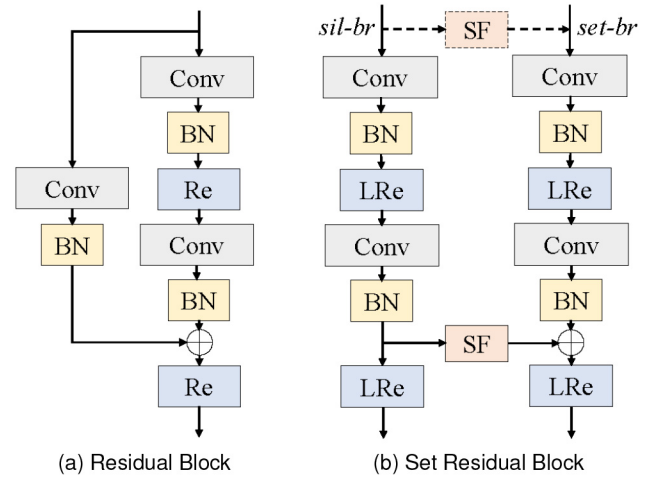 Conv
BN
Re
Conv
BN
Conv
BN
Re
(a) Residual Block
sil-br SF set-br
Conv Conv
BN BN
LRe LRe
Conv Conv
BN BN
SF
LRe LRe
(b) Set Residual Block